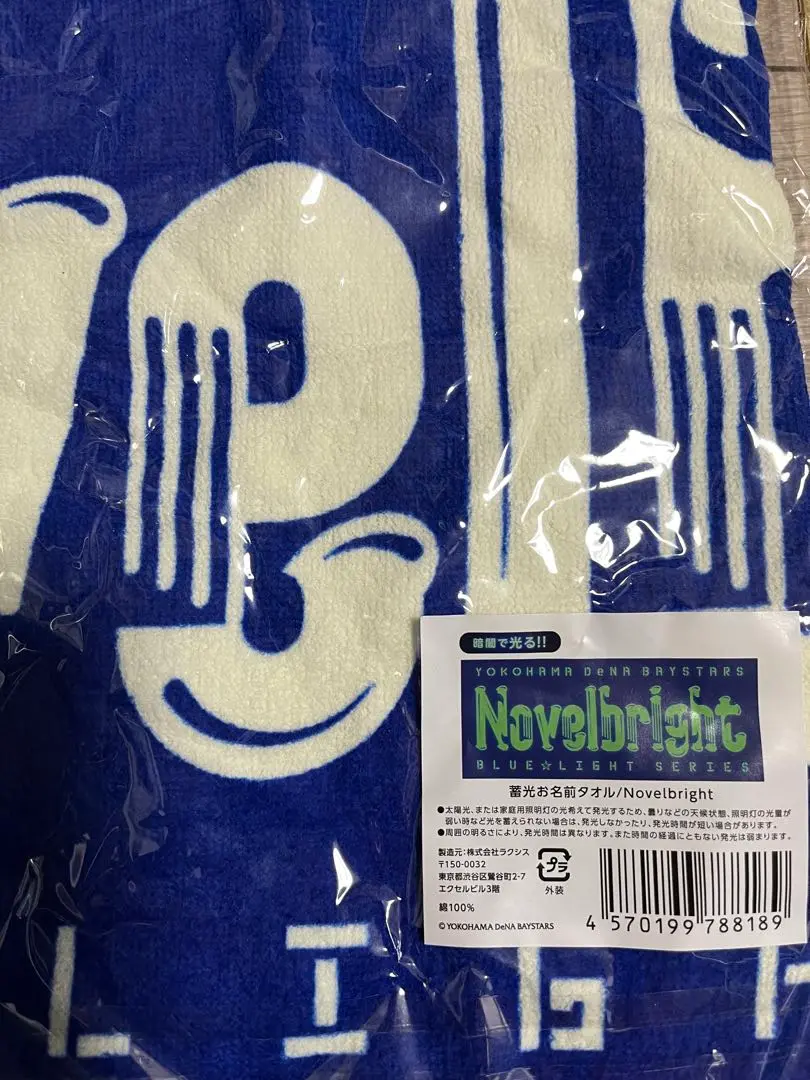 velb
暗闇で光る!!
YOKOHAMA DeNA BAYSTARS
Novelbright
BLUE☆LIGHT SERIES
蓄光お名前タオル/Novelbright
●太陽光、または家庭用照明灯の光希えて発光するため、曇りなどの天候状態、照明灯の光量が
弱い時など光を蓄えられない場合は、発光しなかったり、発光時間が短い場合があります。
●周囲の明るさにより、発光時間は異なります。また時間の経過にともない発光は弱まります。
製造元:株式会社ラクシス
〒150-0032
東京都渋谷区鶯谷町2-7
エクセルビル3階
プラ
外装
綿100%
© YOKOHAMA DeNA BAYSTARS
4 570199 788189
LIG